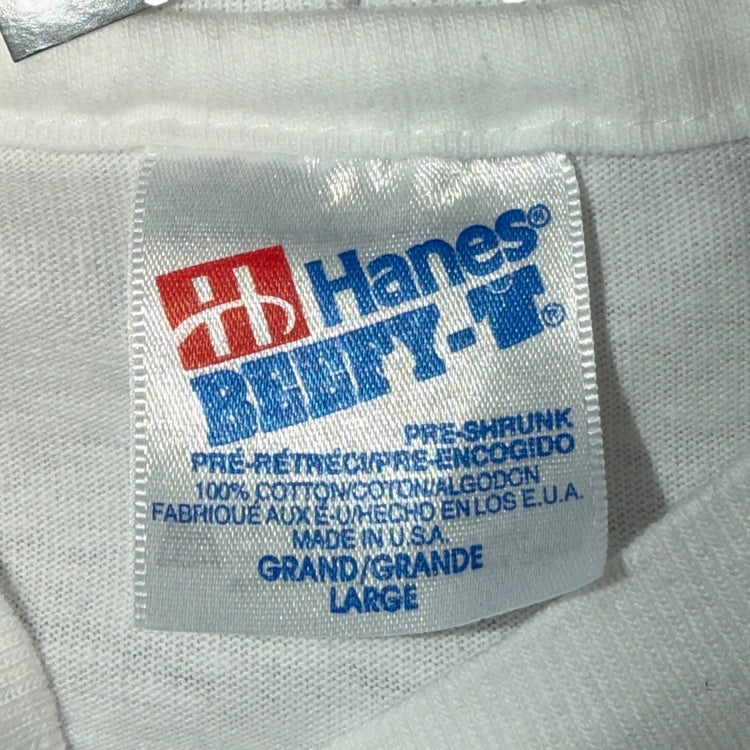 H Hanes®
BEEFY-T®
PRE-SHRUNK
PRÉ-RÉTRÉCI/PRE-ENCOGIDO
100% COTTON/COTON/ALGODON
FABRIQUÉ AUX É-U/HECHO EN LOS E.U.A.
MADE IN U.S.A.
GRAND/GRANDE
LARGE